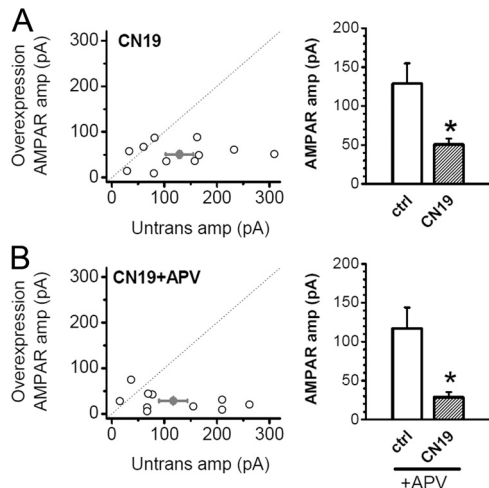 A
CN19
Overexpression
AMPAR amp (pA)
300
200
100
0
0 100 200 300
Untrans amp (pA)
AMPAR amp (pA)
200
150
100
50
0
*
ctrl
CN19
B
CN19+APV
Overexpression
AMPAR amp (pA)
300
200
100
0
0 100 200 300
Untrans amp (pA)
AMPAR amp (pA)
200
150
100
50
0
*
ctrl
CN19
+APV